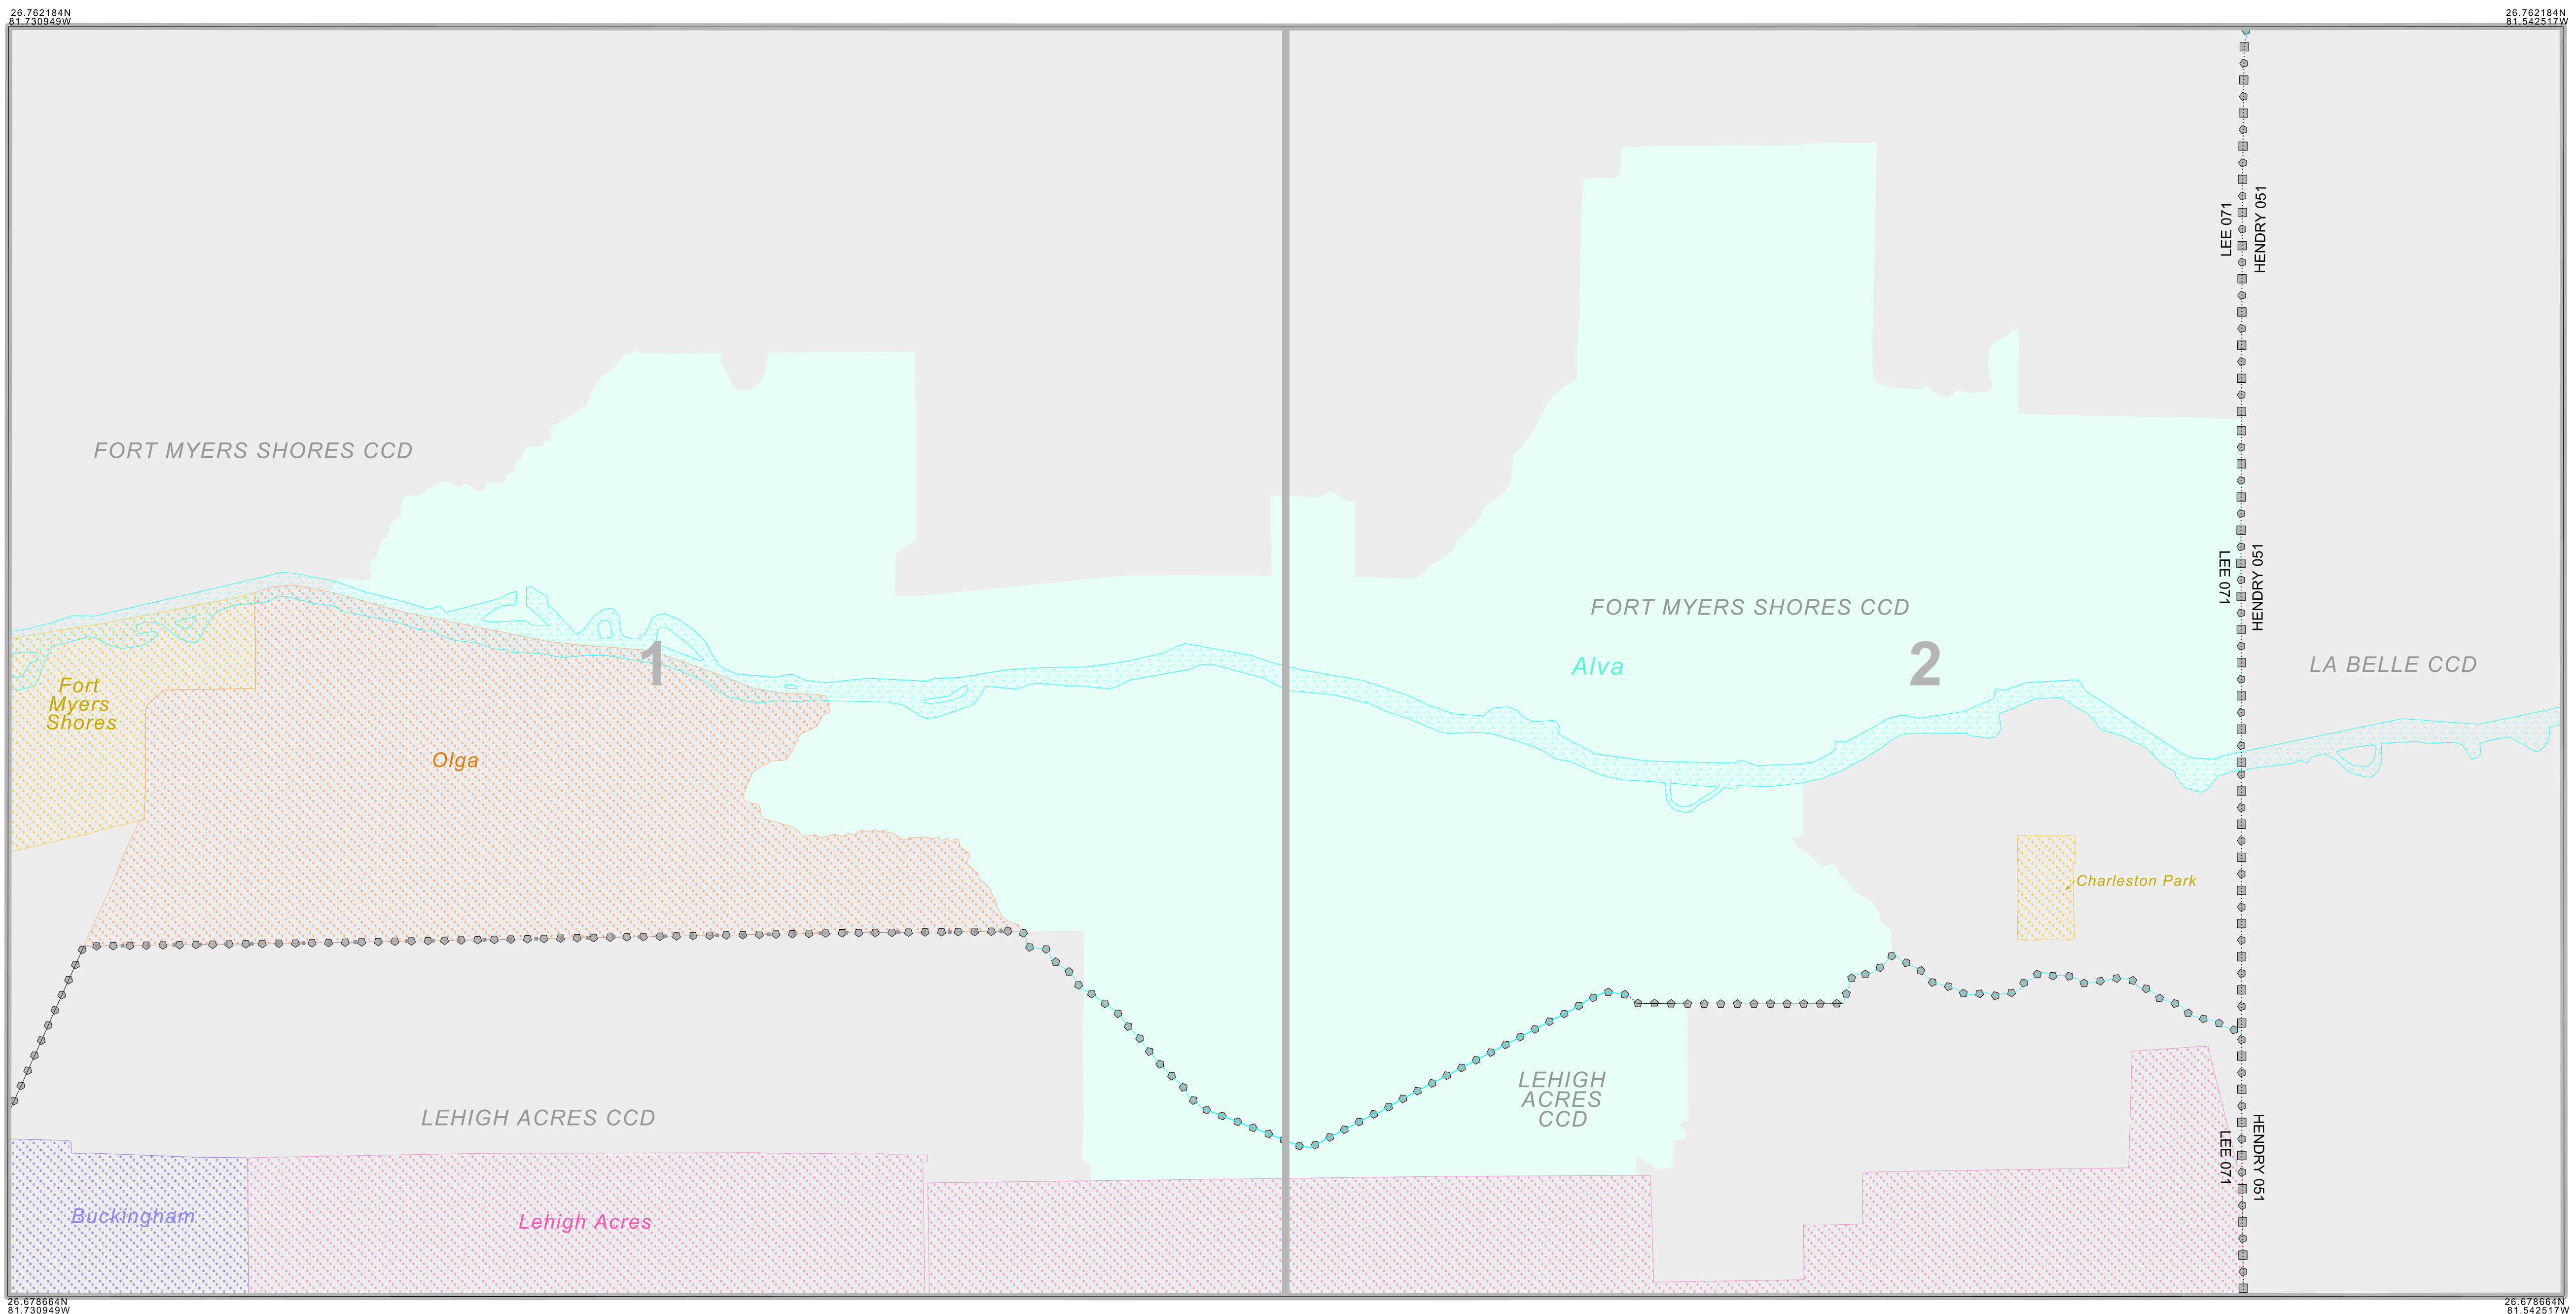 26.762184N
81.730949W
26.762184N
81.542517W
LEE 071
HENDRY 051
FORT MYERS SHORES CCD
LEE 071
HENDRY 051
FORT MYERS SHORES CCD
1
2
Alva
LA BELLE CCD
Fort
Myers
Shores
Olga
Charleston Park
LEHIGH ACRES CCD
LEHIGH
ACRES
CCD
LEE 071
HENDRY 051
Buckingham
Lehigh Acres
26.678664N
81.730949W
26.678664N
81.542517W